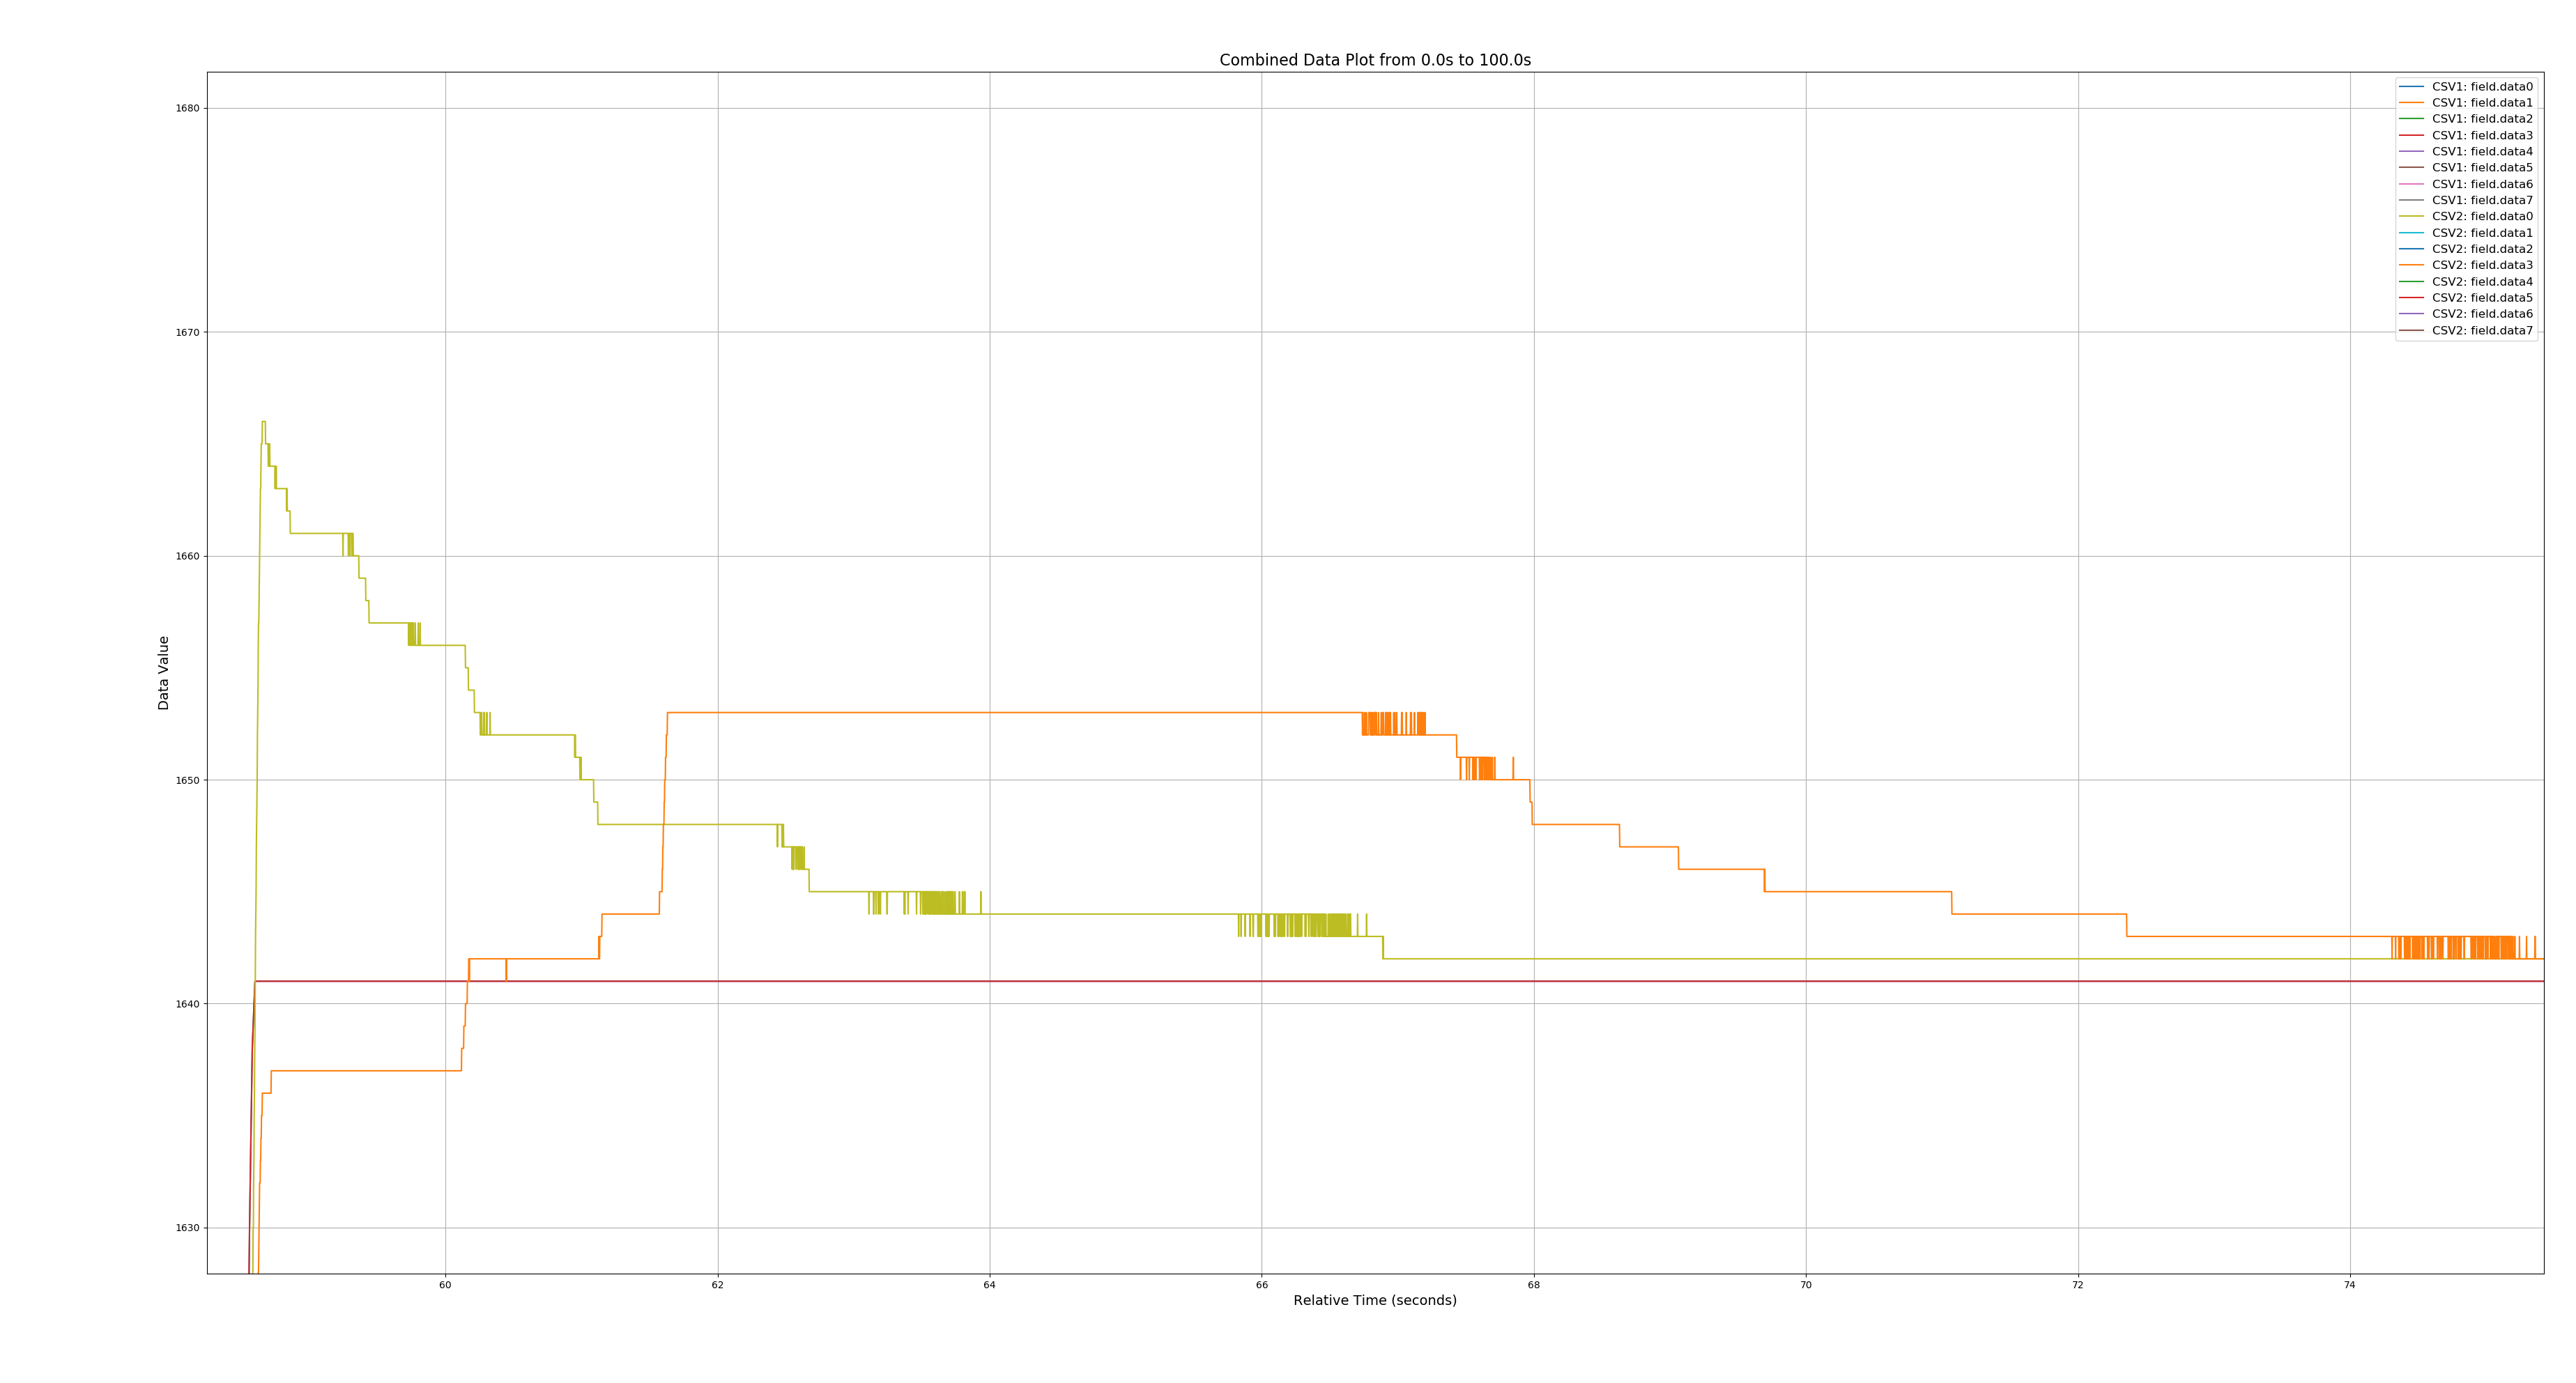 Combined Data Plot from 0.0s to 100.0s
CSV1: field.data0
CSV1: field.data1
CSV1: field.data2
CSV1: field.data3
CSV1: field.data4
CSV1: field.data5
CSV1: field.data6
CSV1: field.data7
CSV2: field.data0
CSV2: field.data1
CSV2: field.data2
CSV2: field.data3
CSV2: field.data4
CSV2: field.data5
CSV2: field.data6
CSV2: field.data7
Data Value
1680
1670
1660
1650
1640
1630
60
62
64
66
68
70
72
74
Relative Time (seconds)